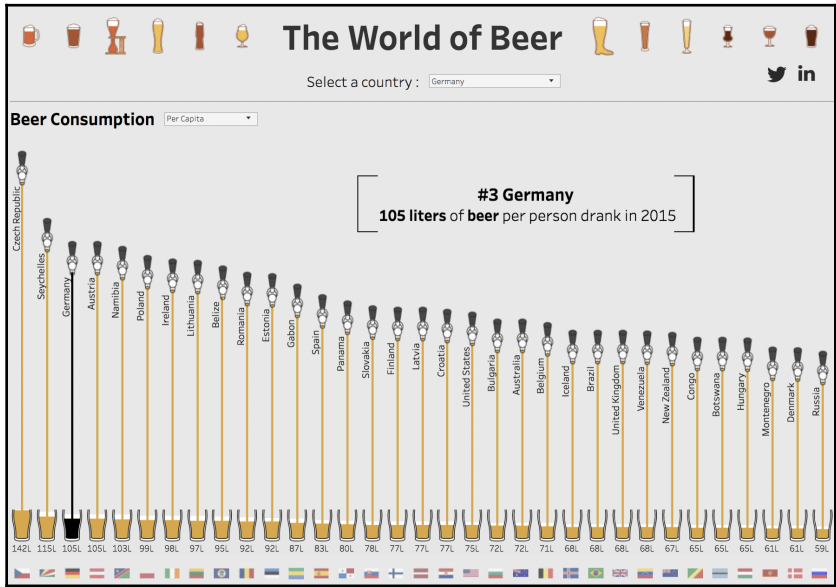 The World of Beer
Select a country :
Germany
in
Beer Consumption
Per Capita
#3 Germany
105 liters of beer per person drank in 2015
Czech Republic
Seychelles
Germany
Austria
Namibia
Poland
Ireland
Lithuania
Belize
Romania
Estonia
Gabon
Spain
Panama
Slovakia
Finland
Latvia
Croatia
United States
Bulgaria
Australia
Belgium
Iceland
Brazil
United Kingdom
Venezuela
New Zealand
Congo
Botswana
Hungary
Montenegro
Denmark
Russia
142L 115L 105L 105L 103L 99L 98L 97L 95L 92L 92L 87L 83L 80L 78L 77L 77L 77L 75L 72L 72L 71L 68L 68L 68L 68L 67L 65L 65L 65L 61L 61L 59L